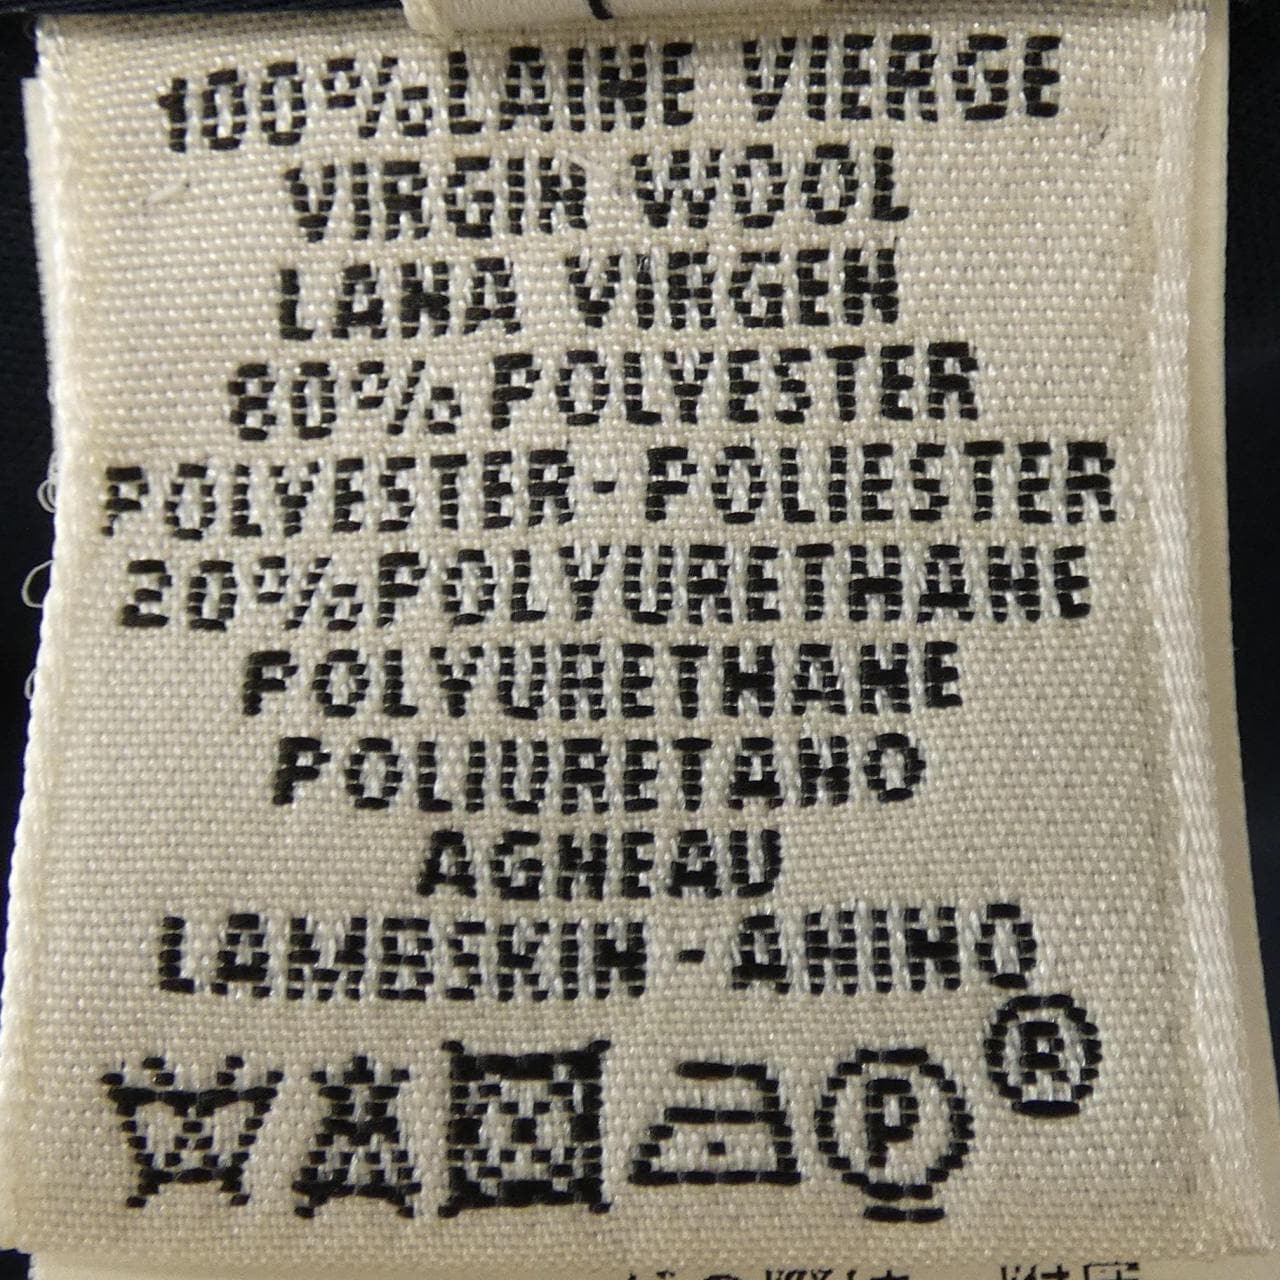 100% LAINE VIERGE
VIRGIN WOOL
LANA VIRGEN
80% POLYESTER
POLYESTER - POLIESTER
20% POLYURETHANE
POLYURETHANE
POLIURETANO
AGNEAU
LAMBSKIN - ANINO
P ®